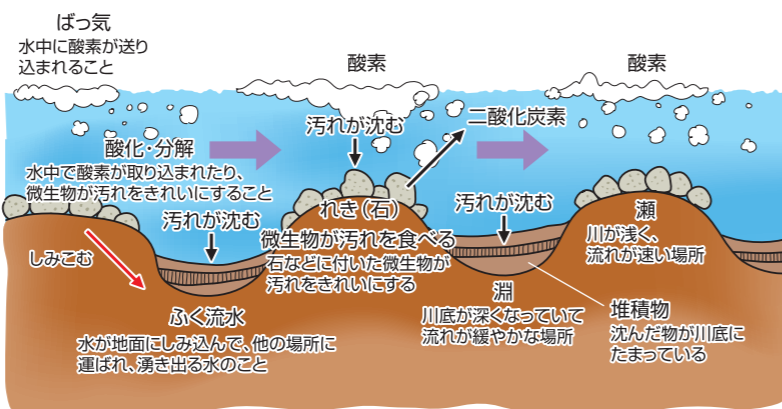 ばっ気
水中に酸素が送り
込まれること
酸素
酸素
汚れが沈む
二酸化炭素
酸化・分解
水中で酸素が取り込まれたり、
微生物が汚れをきれいにすること
汚れが沈む
れき（石）
微生物が汚れを食べる
石などに付いた微生物が
汚れをきれいにする
汚れが沈む
瀬
川が浅く、
流れが速い場所
しみこむ
ふく流水
水が地面にしみ込んで、他の場所に
運ばれ、湧き出る水のこと
淵
川底が深くなっていて
流れが緩やかな場所
堆積物
沈んだ物が川底に
たまっている